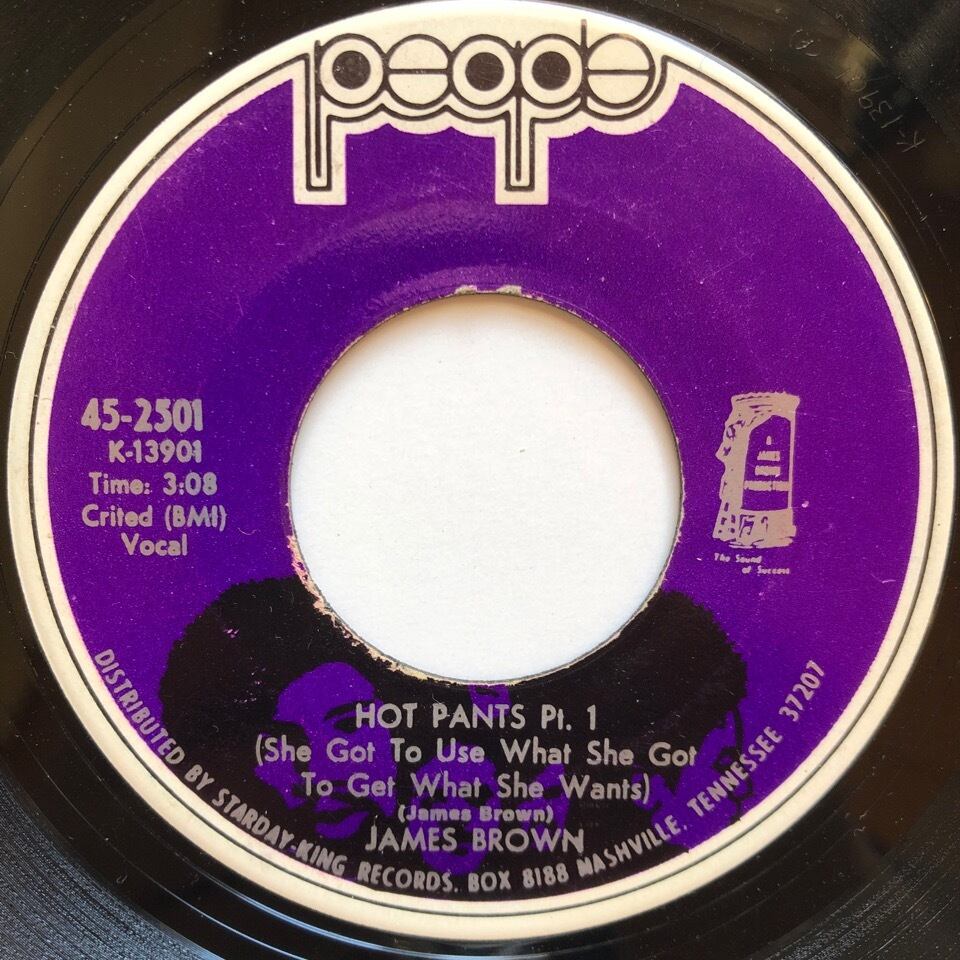 people
45-2501
K-13901
Time: 3:08
Crited (BMI)
Vocal
The Sound
of Success
HOT PANTS Pt. 1
(She Got To Use What She Got
To Get What She Wants)
(James Brown)
JAMES BROWN
DISTRIBUTED BY STARDAY-KING RECORDS, BOX 8188 NASHVILLE, TENNESSEE 37207